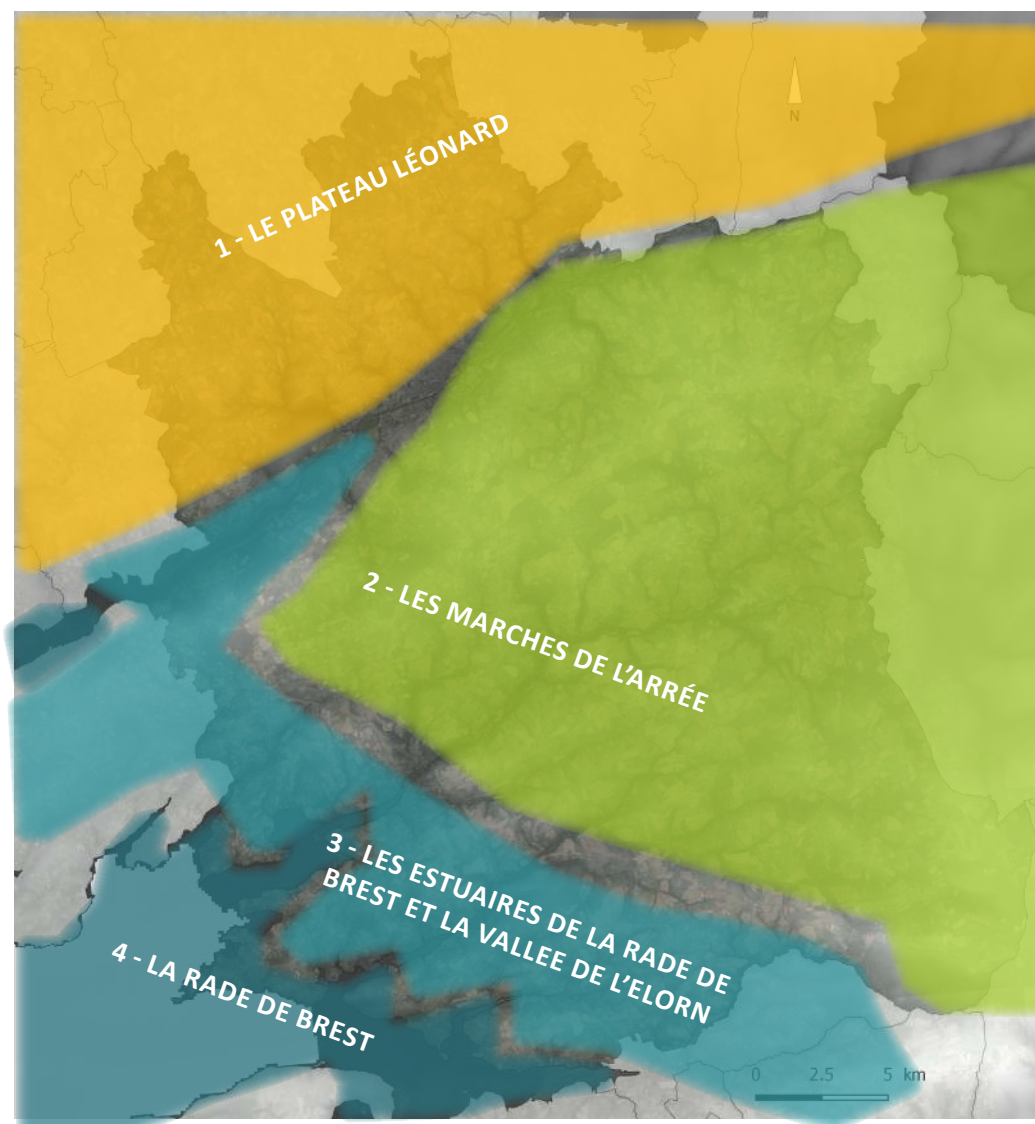 N
1 - LE PLATEAU LÉONARD
2 - LES MARCHES DE L'ARRÉE
3 - LES ESTUAIRES DE LA RADE DE
BREST ET LA VALLEE DE L'ELORN
4 - LA RADE DE BREST
0 2.5 5 km